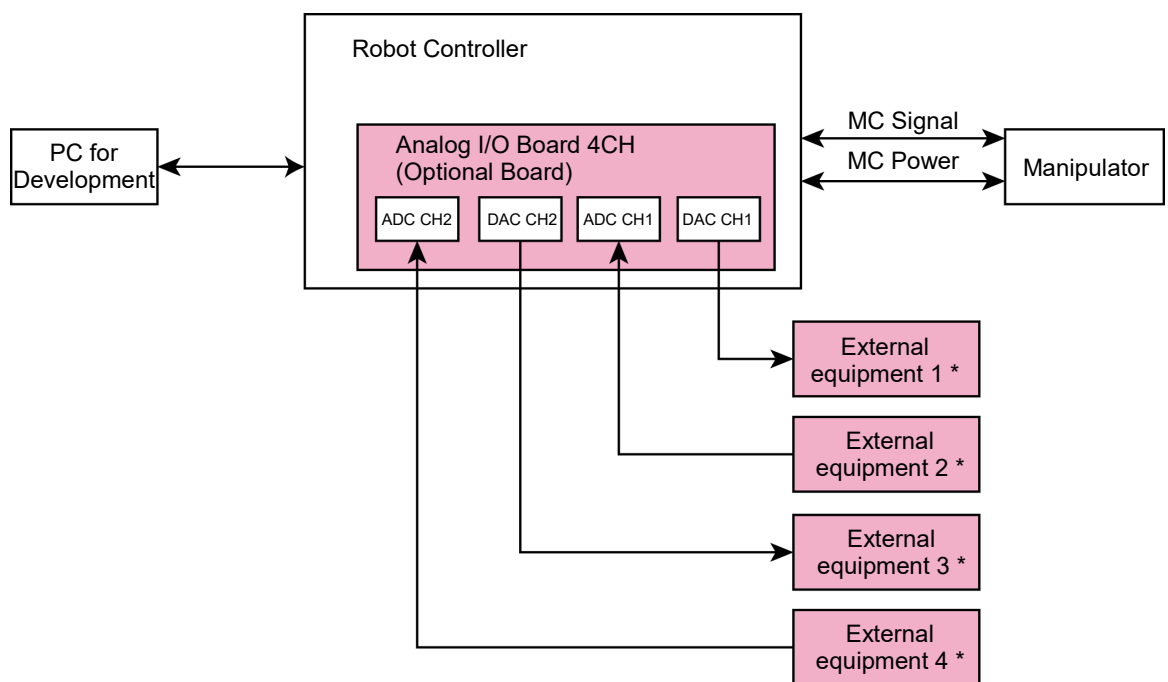 Robot Controller
PC for
Development
Analog I/O Board 4CH
(Optional Board)
ADC CH2
DAC CH2
ADC CH1
DAC CH1
MC Signal
MC Power
Manipulator
External
equipment 1 *
External
equipment 2 *
External
equipment 3 *
External
equipment 4 *